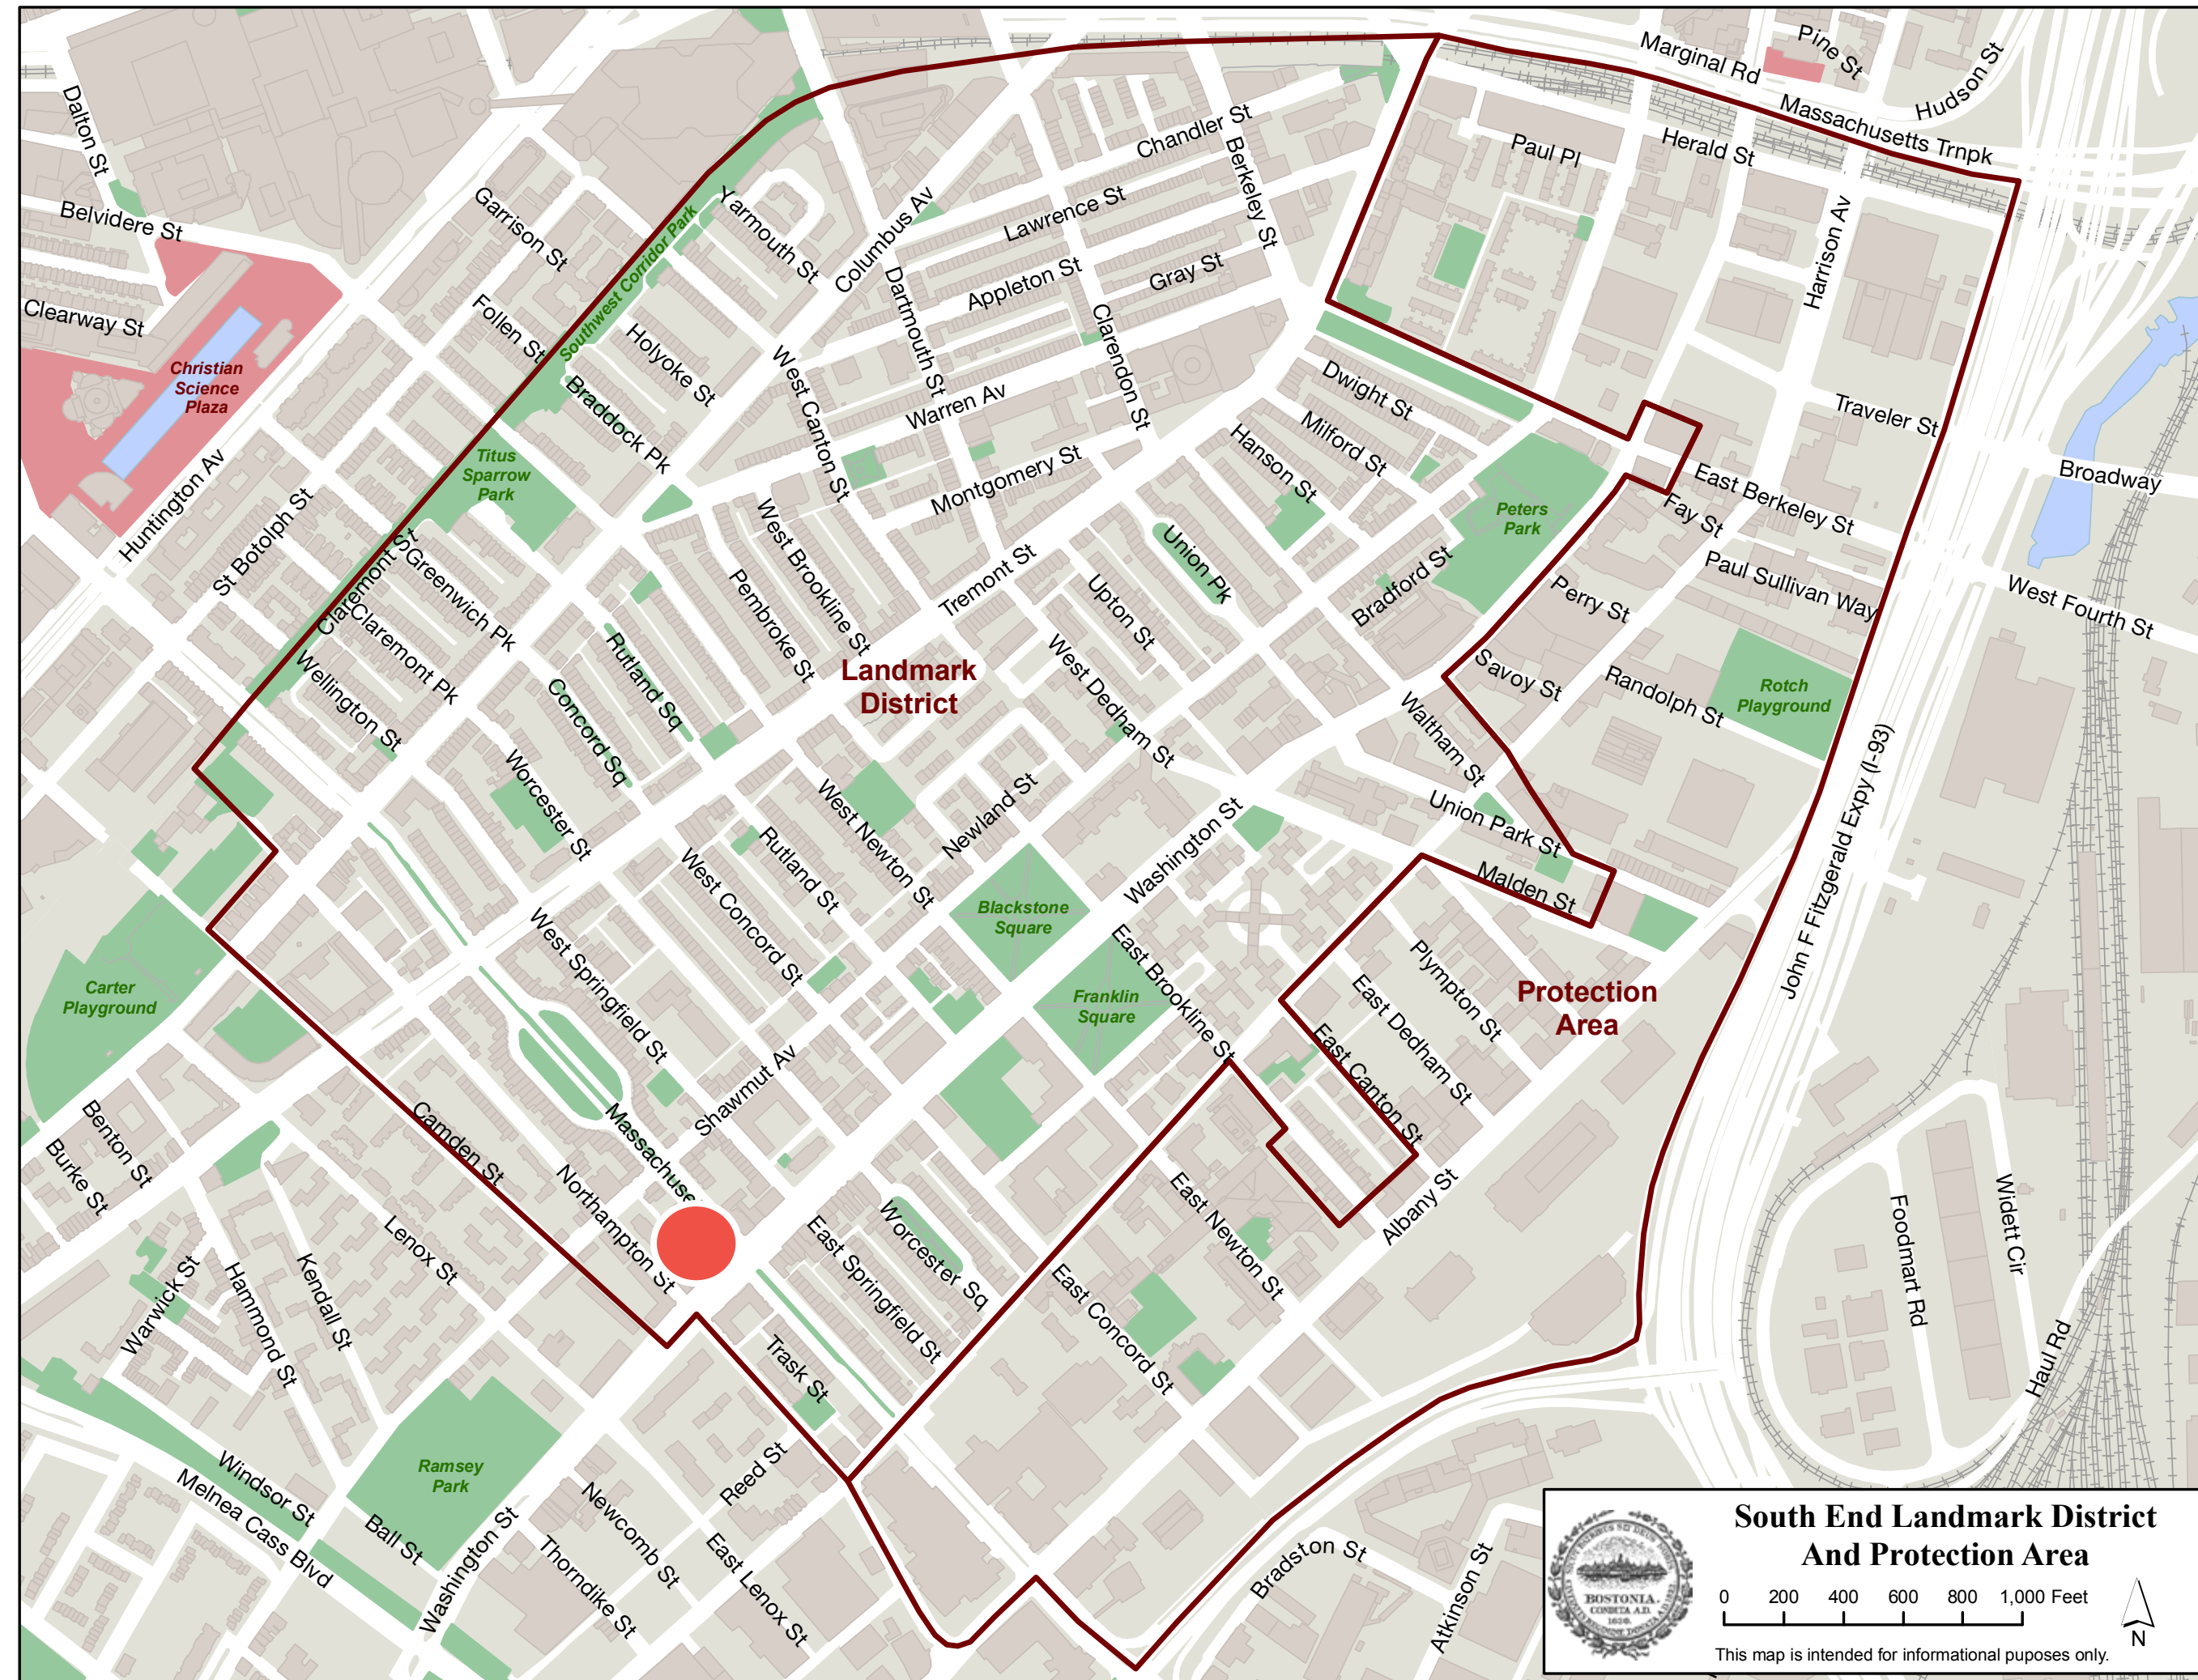 Marginal Rd
Pine St
Hudson St
Massachusetts Trnpk
Dalton St
Belvidere St
Clearway St
Christian
Science
Plaza
Garrison St
Follen St
Southwest Corridor Park
Yarmouth St
Columbus Av
Holyoke St
Braddock Pk
Chandler St
Berkeley St
Lawrence St
Appleton St
Gray St
Dartmouth St
Clarendon St
West Canton St
Warren Av
Montgomery St
Paul Pl
Herald St
Harrison Av
Traveler St
Broadway
West Fourth St
Dwight St
Milford St
Hanson St
Peters
Park
East Berkeley St
Fay St
Paul Sullivan Way
Perry St
Savoy St
Randolph St
Rotch
Playground
Bradford St
Waltham St
Union Park St
Malden St
Union Pk
Upton St
West Dedham St
Tremont St
West Brookline St
Pembroke St
Landmark
District
Titus
Sparrow
Park
Huntington Av
St Botolph St
Claremont St
Greenwich Pk
Claremont Pk
Wellington St
Rutland Sq
Concord Sq
Worcester St
West Newton St
Newland St
Rutland St
West Concord St
West Springfield St
Washington St
Blackstone
Square
Franklin
Square
East Brookline St
East Canton St
East Dedham St
Plympton St
Protection
Area
John F Fitzgerald Expy (I-93)
Carter
Playground
Benton St
Burke St
Camden St
Northampton St
Massachuse
Shawmut Av
Lenox St
Kendall St
Hammond St
Warwick St
Worcester Sq
East Springfield St
Trask St
East Newton St
East Concord St
Albany St
Foodmart Rd
Widett Cir
Haul Rd
Ramsey
Park
Windsor St
Melnea Cass Blvd
Ball St
Washington St
Reed St
Newcomb St
Thorndike St
East Lenox St
Bradston St
Atkinson St
BOSTONIA.
CONDITA A.D.
1630.
South End Landmark District
And Protection Area
0 200 400 600 800 1,000 Feet
N
This map is intended for informational puposes only.